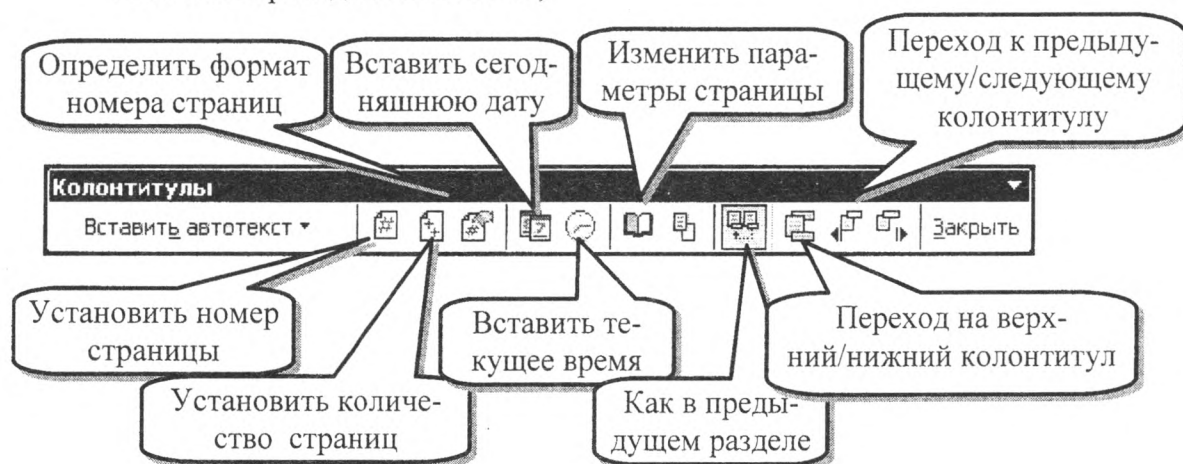 Определить формат
номера страниц
Вставить сегод-
няшнюю дату
Изменить пара-
метры страницы
Переход к предыду-
щему/следующему
колонтитулу
Колонтитулы
Вставить автотекст
Закрыть
Установить номер
страницы
Установить количе-
ство страниц
Вставить те-
кущее время
Как в преды-
дущем разделе
Переход на верх-
ний/нижний колонтитул